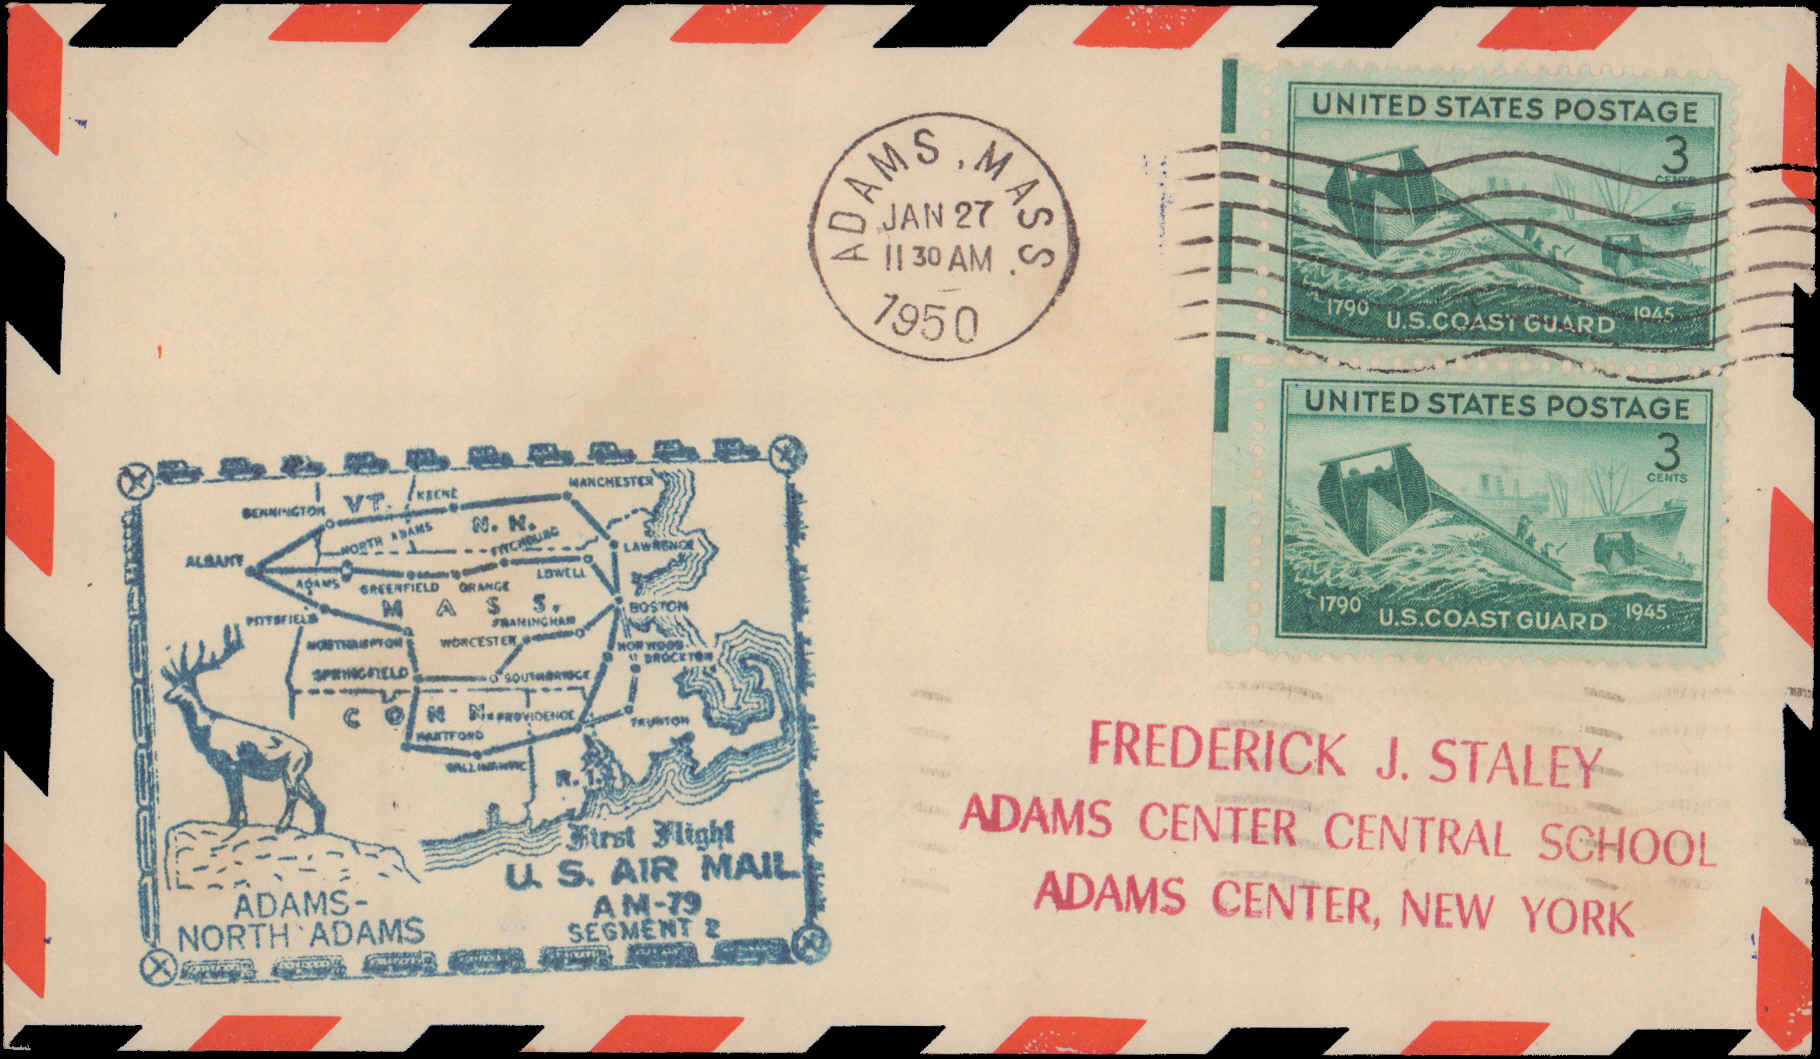 ADAMS, MASS.
JAN 27
11 30 AM
1950
UNITED STATES POSTAGE
3
CENTS
1790 U.S. COAST GUARD 1945
UNITED STATES POSTAGE
3
CENTS
1790 U.S. COAST GUARD 1945
MANCHESTER
BENNINGTON VT. KEENE
NORTH ADAMS N. H.
FITCHBURG LAWRENCE
ALBANY
ADAMS GREENFIELD ORANGE LOWELL
M A S S. BOSTON
PITTSFIELD FRAMINGHAM
NORTHAMPTON WORCESTER NORWOOD
BROCKTON
SPRINGFIELD SOUTHBRIDGE
C O N N. PROVIDENCE TAUNTON
HARTFORD
R. I.
First Flight
U. S. AIR MAIL
AM-79
SEGMENT 2
ADAMS-
NORTH ADAMS
FREDERICK J. STALEY
ADAMS CENTER CENTRAL SCHOOL
ADAMS CENTER, NEW YORK